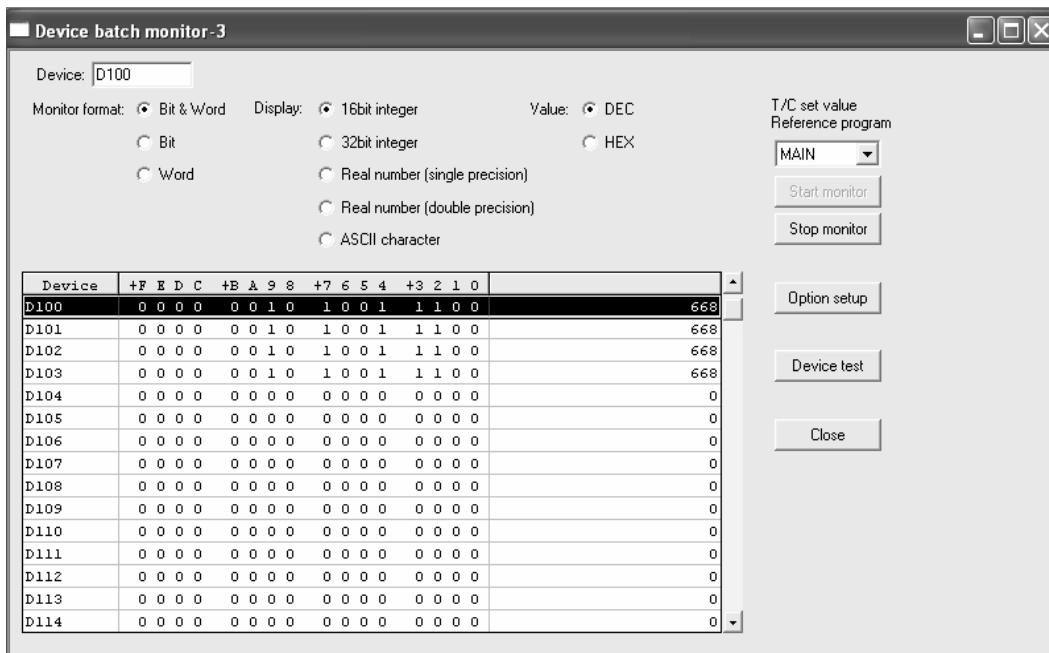 Device batch monitor-3
Device: D100
Monitor format: Bit & Word Display: 16bit integer Value: DEC
Bit 32bit integer HEX
Word Real number (single precision)
Real number (double precision)
ASCII character
T/C set value
Reference program
MAIN
Start monitor
Stop monitor
Option setup
Device test
Close
Device +F E D C +B A 9 8 +7 6 5 4 +3 2 1 0
D100 0 0 0 0 0 0 1 0 1 0 0 1 1 1 0 0 668
D101 0 0 0 0 0 0 1 0 1 0 0 1 1 1 0 0 668
D102 0 0 0 0 0 0 1 0 1 0 0 1 1 1 0 0 668
D103 0 0 0 0 0 0 1 0 1 0 0 1 1 1 0 0 668
D104 0 0 0 0 0 0 0 0 0 0 0 0 0 0 0 0 0
D105 0 0 0 0 0 0 0 0 0 0 0 0 0 0 0 0 0
D106 0 0 0 0 0 0 0 0 0 0 0 0 0 0 0 0 0
D107 0 0 0 0 0 0 0 0 0 0 0 0 0 0 0 0 0
D108 0 0 0 0 0 0 0 0 0 0 0 0 0 0 0 0 0
D109 0 0 0 0 0 0 0 0 0 0 0 0 0 0 0 0 0
D110 0 0 0 0 0 0 0 0 0 0 0 0 0 0 0 0 0
D111 0 0 0 0 0 0 0 0 0 0 0 0 0 0 0 0 0
D112 0 0 0 0 0 0 0 0 0 0 0 0 0 0 0 0 0
D113 0 0 0 0 0 0 0 0 0 0 0 0 0 0 0 0 0
D114 0 0 0 0 0 0 0 0 0 0 0 0 0 0 0 0 0